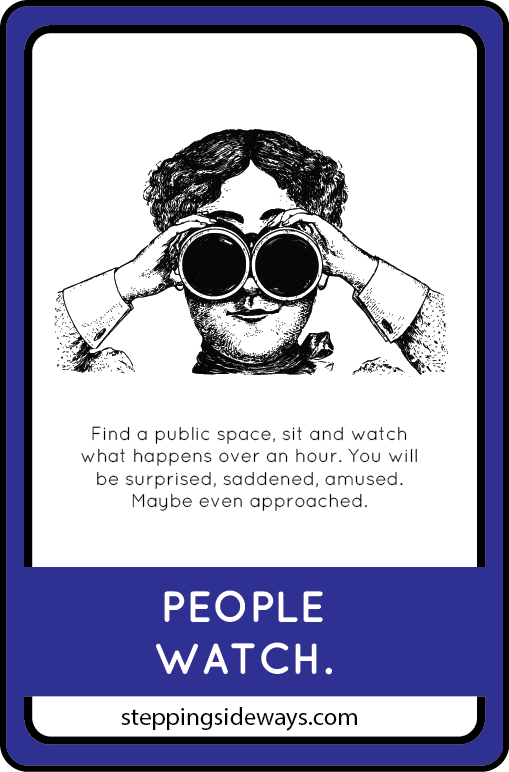 Find a public space, sit and watch
what happens over an hour. You will
be surprised, saddened, amused.
Maybe even approached.
PEOPLE
WATCH.
steppingsideways.com